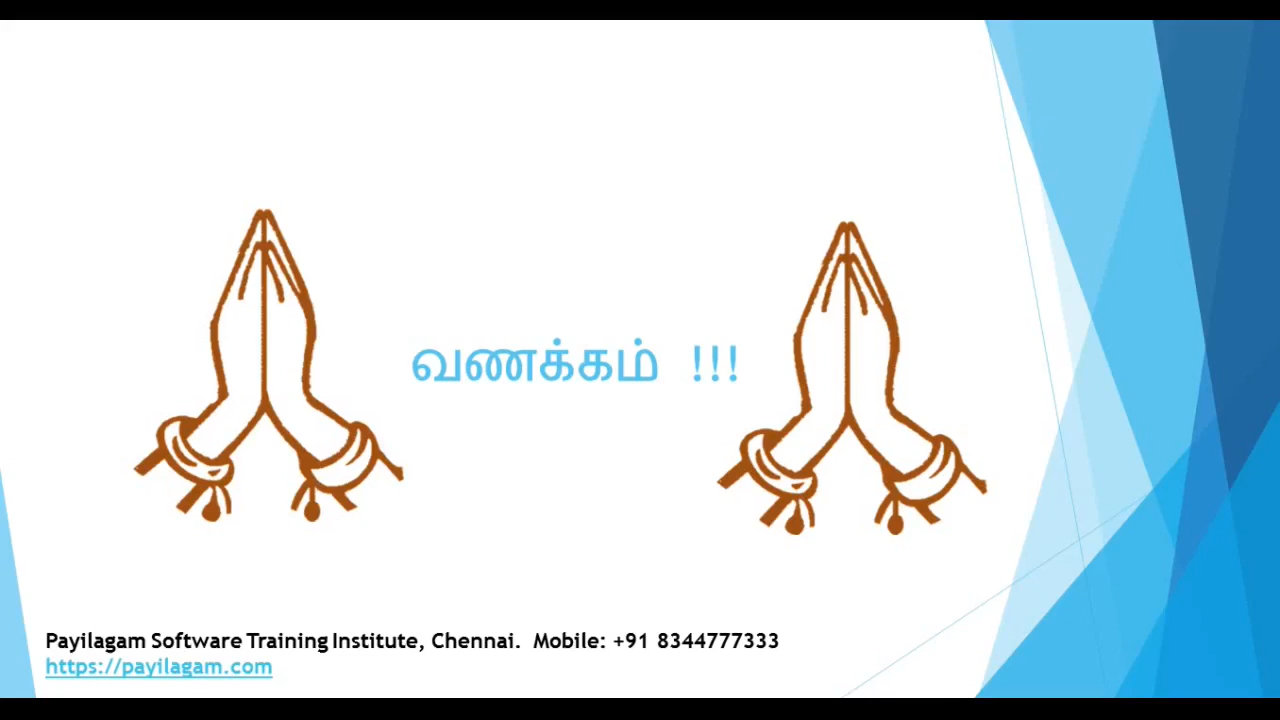 வணக்கம் !!!
Payilagam Software Training Institute, Chennai. Mobile: +91 8344777333
https://payilagam.com